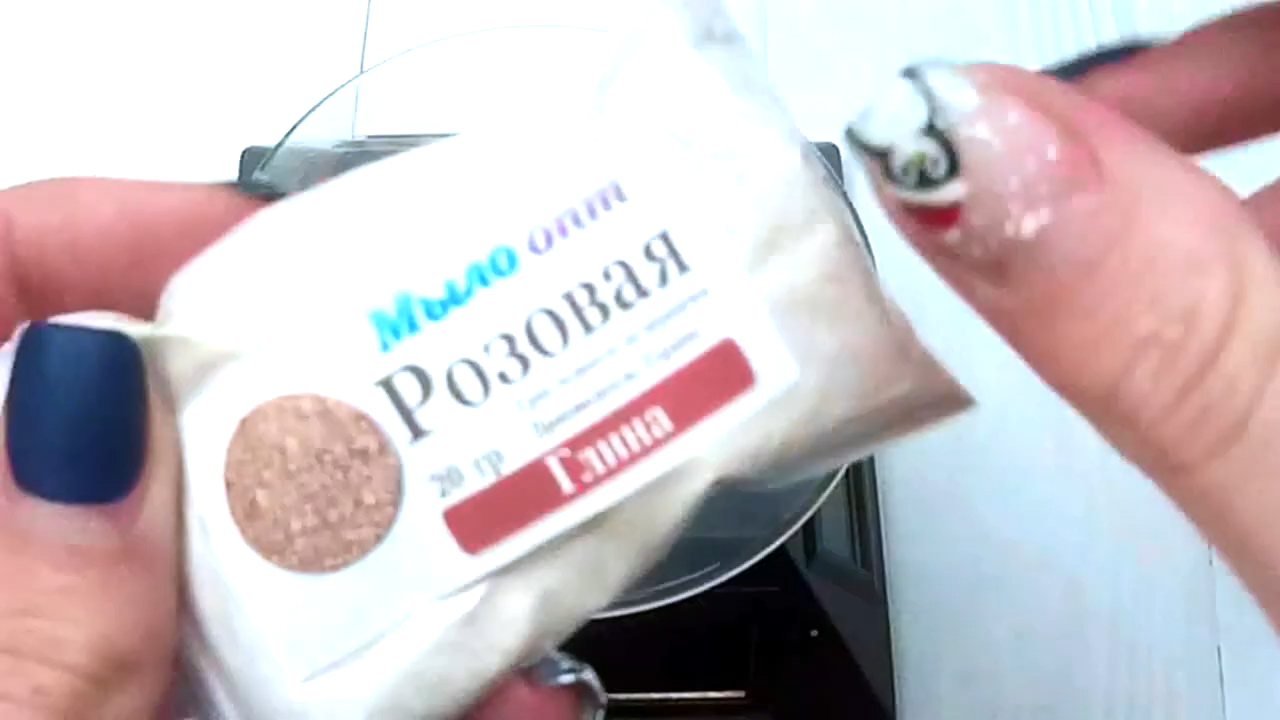 Мыло опт
Розовая
20 гр
Глина